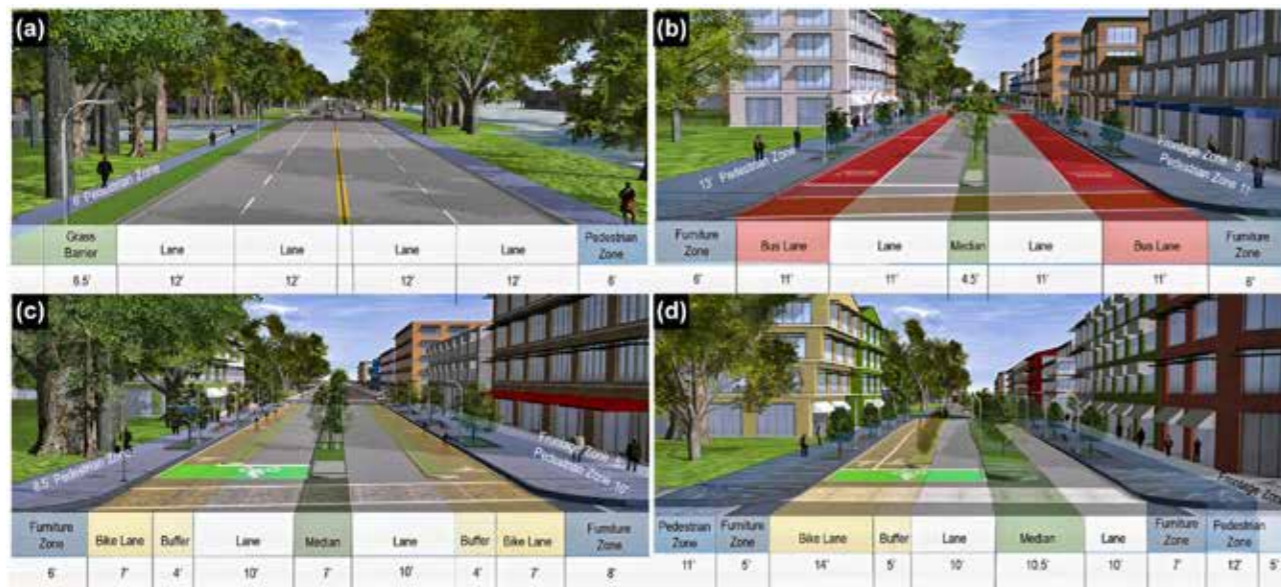 (a)
6' Pedestrian Zone
Grass Barrier Lane Lane Lane Lane Pedestrian Zone
6.5' 12' 12' 12' 12' 6'
(b)
13' Pedestrian Zone
Frontage Zone 5'
Pedestrian Zone 11'
Furniture Zone Bus Lane Lane Median Lane Bus Lane Furniture Zone
6' 11' 11' 4.5' 11' 11' 6'
(c)
8.5' Pedestrian Zone
Frontage Zone
Pedestrian Zone 10'
Furniture Zone Bike Lane Buffer Lane Median Lane Buffer Bike Lane Furniture Zone
6' 7' 4' 10' 7' 10' 4' 7' 8'
(d)
Frontage Zone
Pedestrian Zone Furniture Zone Bike Lane Buffer Lane Median Lane Furniture Zone Pedestrian Zone
11' 5' 14' 5' 10' 10.5' 10' 7' 12' 5'